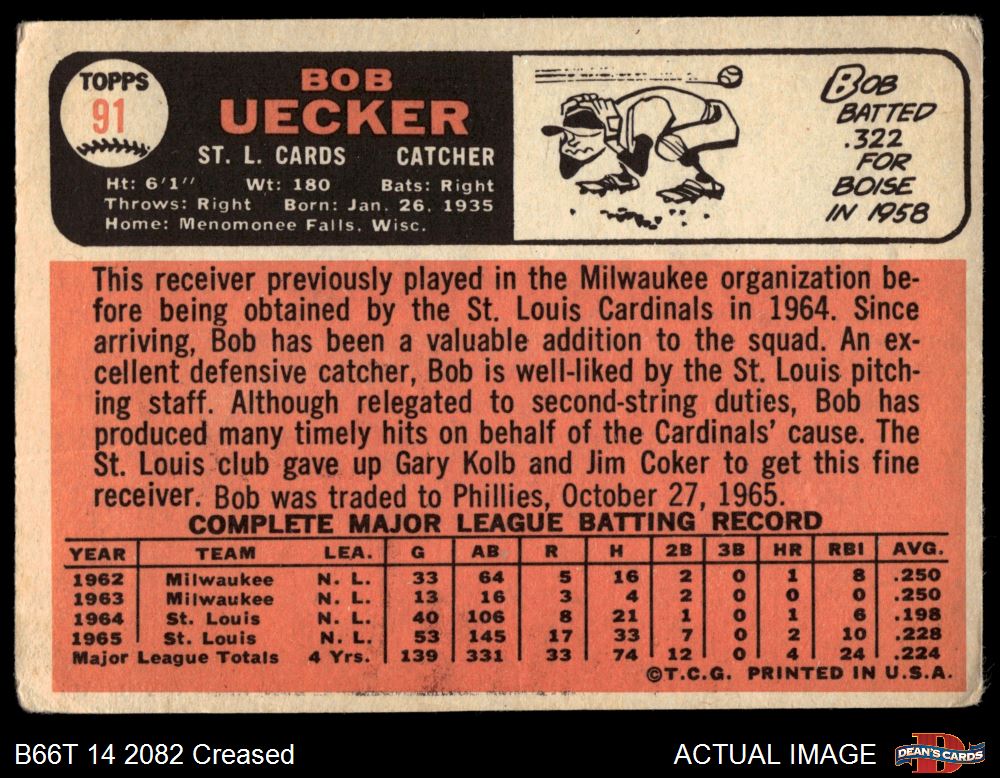 TOPPS
91
BOB
UECKER
ST. L. CARDS CATCHER
Ht: 6'1" Wt: 180 Bats: Right
Throws: Right Born: Jan. 26, 1935
Home: Menomonee Falls, Wisc.
BOB
BATTED
.322
FOR
BOISE
IN 1958
This receiver previously played in the Milwaukee organization be-
fore being obtained by the St. Louis Cardinals in 1964. Since
arriving, Bob has been a valuable addition to the squad. An ex-
cellent defensive catcher, Bob is well-liked by the St. Louis pitch-
ing staff. Although relegated to second-string duties, Bob has
produced many timely hits on behalf of the Cardinals' cause. The
St. Louis club gave up Gary Kolb and Jim Coker to get this fine
receiver. Bob was traded to Phillies, October 27, 1965.
COMPLETE MAJOR LEAGUE BATTING RECORD
YEAR TEAM LEA. G AB R H 2B 3B HR RBI AVG.
1962 Milwaukee N. L. 33 64 5 16 2 0 1 8 .250
1963 Milwaukee N. L. 13 16 3 4 2 0 0 0 .250
1964 St. Louis N. L. 40 106 8 21 1 0 1 6 .198
1965 St. Louis N. L. 53 145 17 33 7 0 2 10 .228
Major League Totals 4 Yrs. 139 331 33 74 12 0 4 24 .224
©T.C.G. PRINTED IN U.S.A.
B66T 14 2082 Creased
ACTUAL IMAGE
DEAN'S CARDS